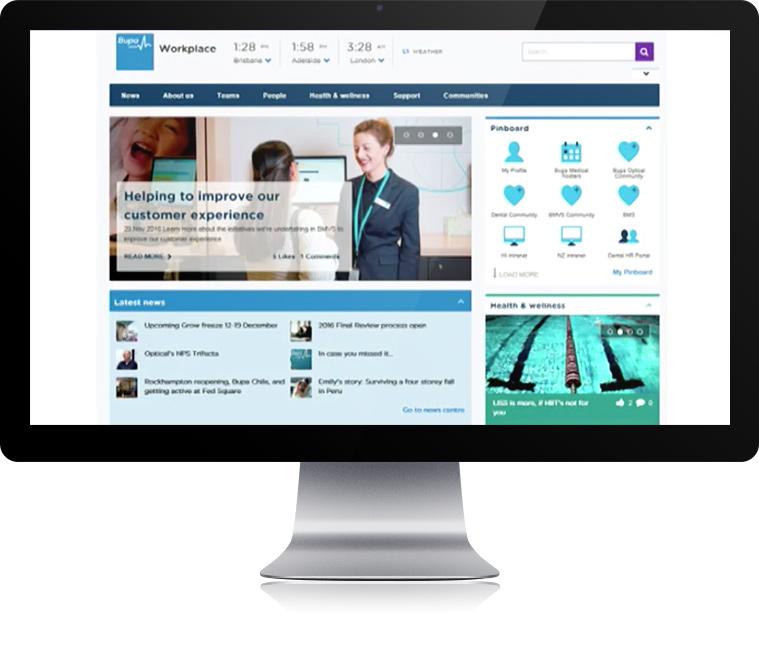 Bupa
Workplace
1:28 PM
Brisbane
1:58 PM
Adelaide
3:28 AM
London
WEATHER
Search...
News
About us
Teams
People
Health & wellness
Support
Communities
Helping to improve our
customer experience
29 Nov 2016 Learn more about the initiatives we're undertaking in BMVS to
improve our customer experience
READ MORE
5 Likes
1 Comments
Pinboard
My Profile
Bupa Medical
Rosters
Bupa Optical
Community
Dental Community
BMVS Community
BMS
HI intranet
NZ intranet
Dental HR Portal
LOAD MORE
My Pinboard
Latest news
Upcoming Grow freeze 12-19 December
2016 Final Review process open
Optical's NPS Trifecta
In case you missed it...
Rockhampton reopening, Bupa Chile, and
getting active at Fed Square
Emily's story: Surviving a four storey fall
in Peru
Go to news centre
Health & wellness
LISS is more, if HIIT's not for
you
2
0